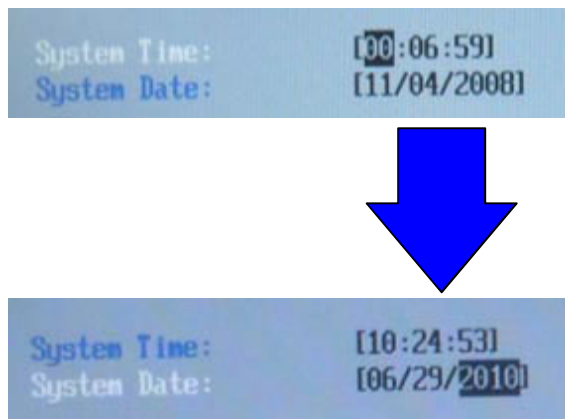 System Time: [00:06:59]
System Date: [11/04/2008]
System Time: [10:24:53]
System Date: [06/29/2010]